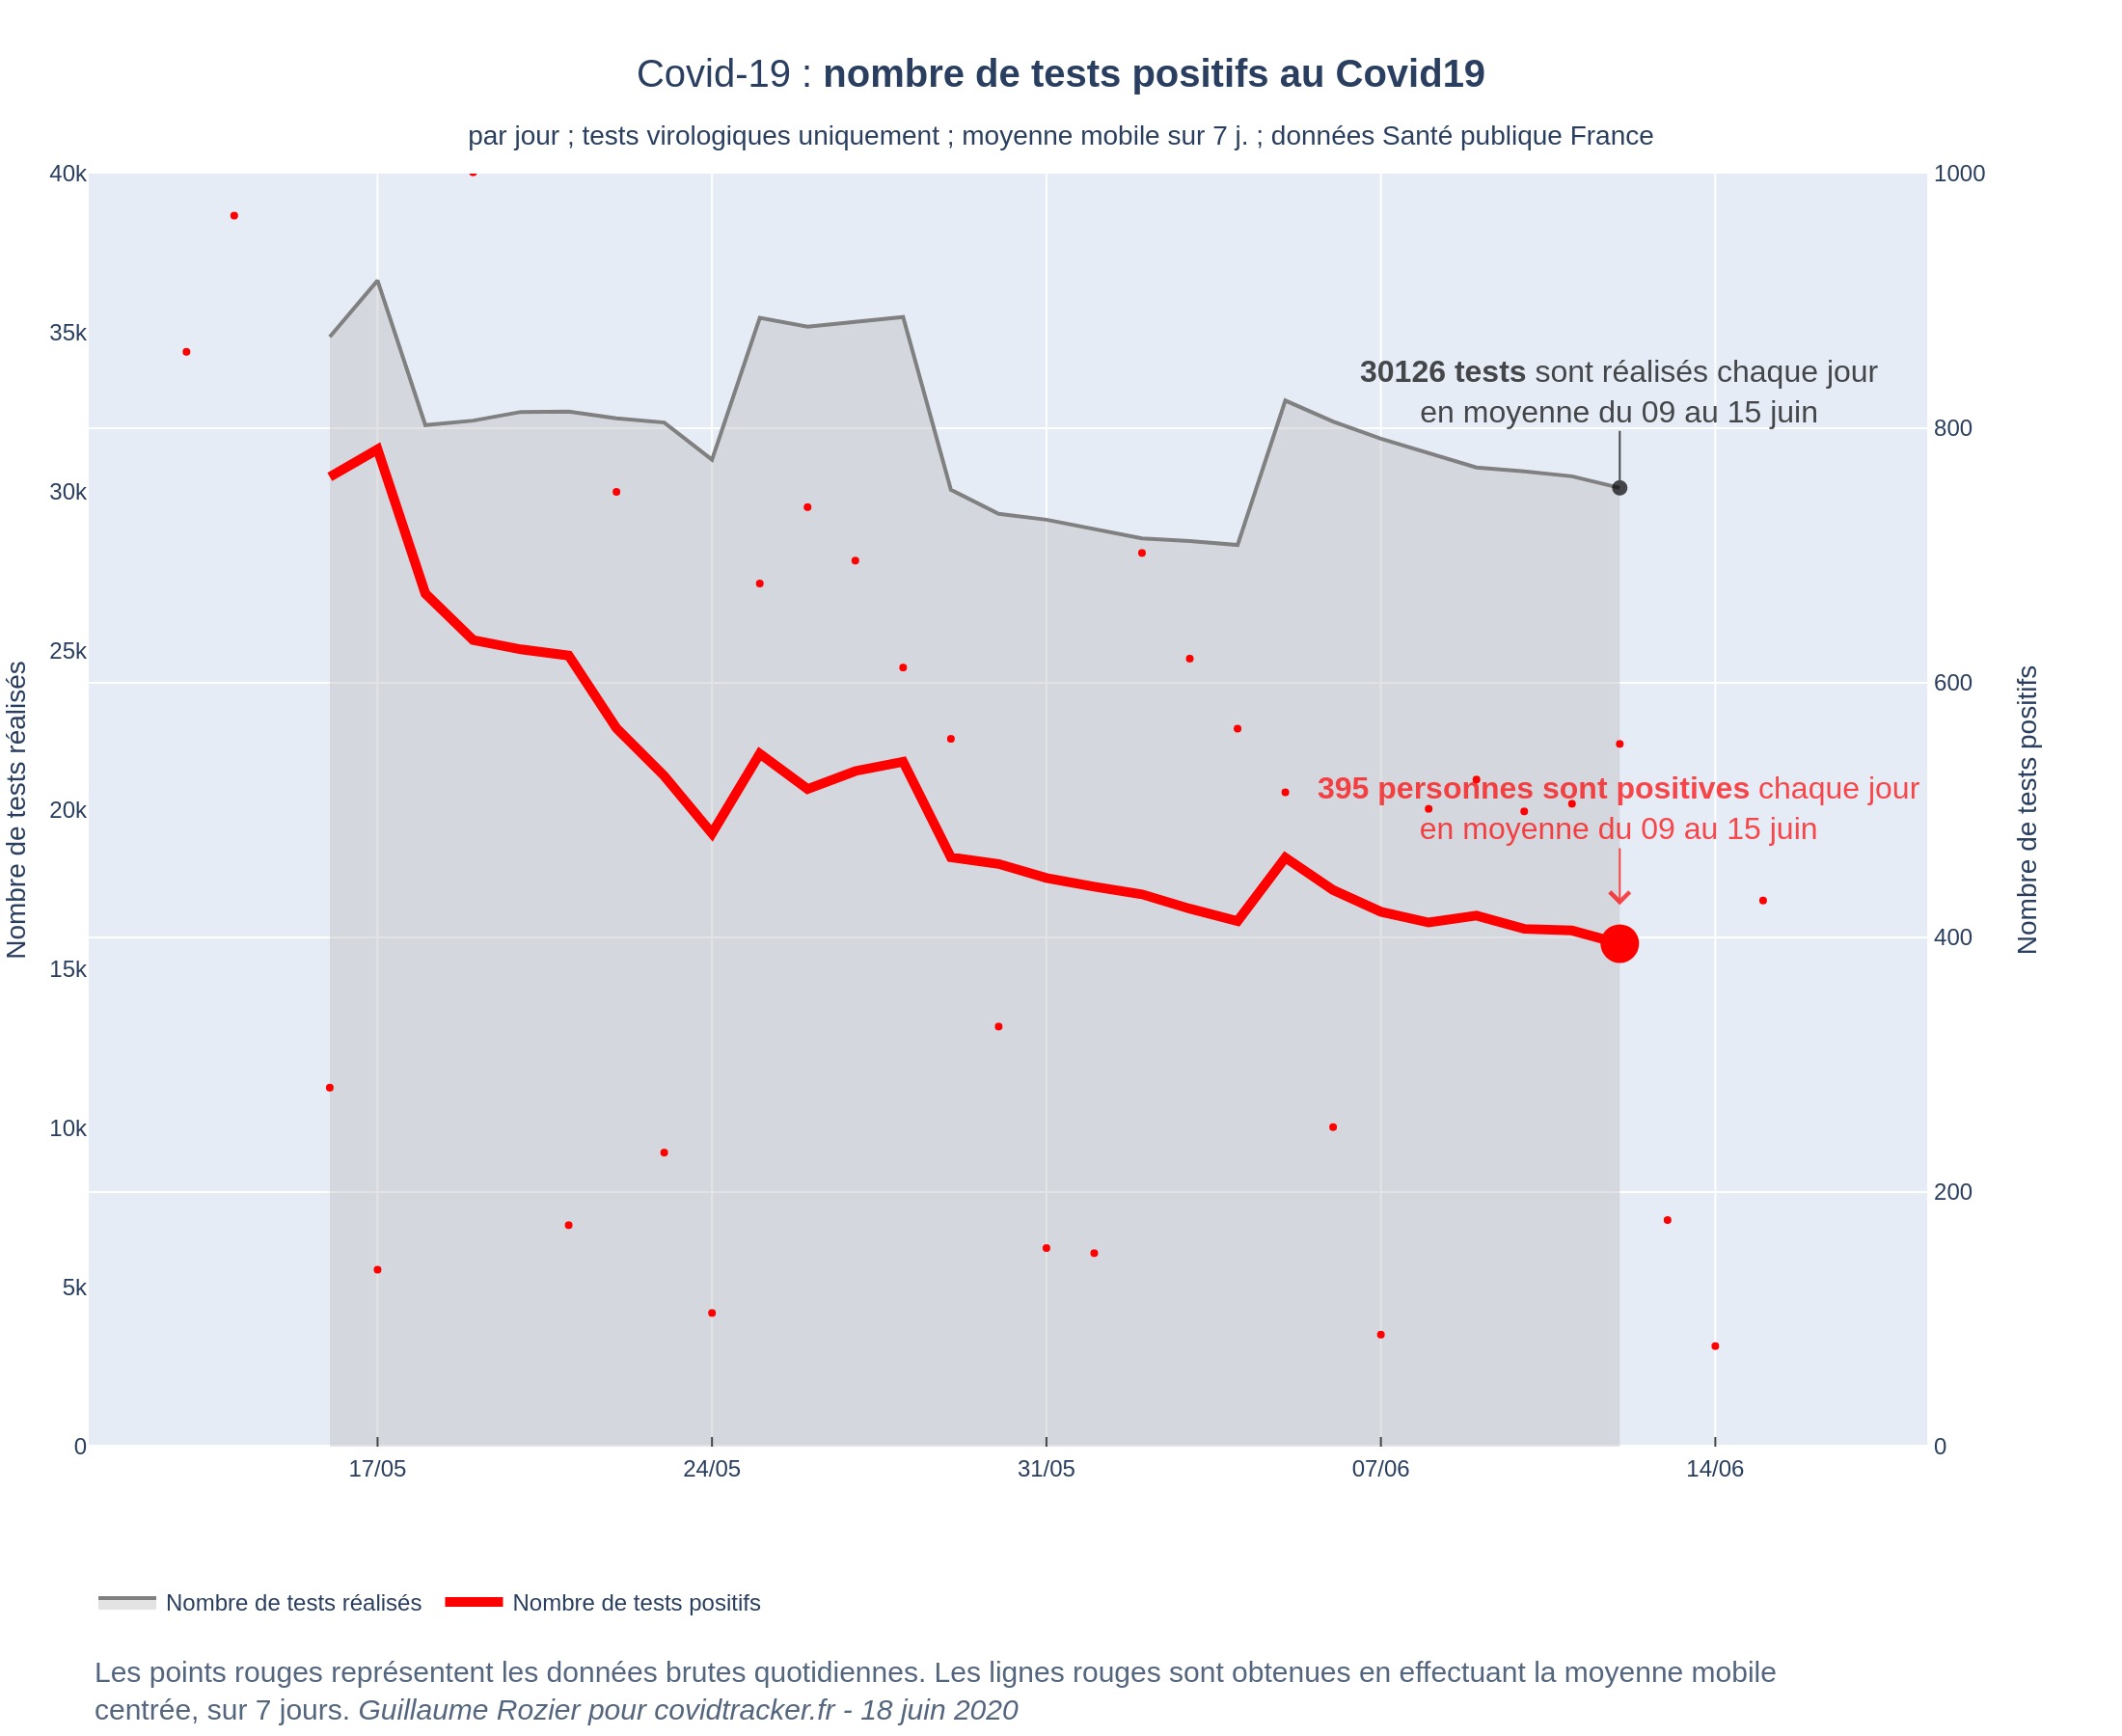 Covid-19 : nombre de tests positifs au Covid19
par jour ; tests virologiques uniquement ; moyenne mobile sur 7 j. ; données Santé publique France
40k
35k
30k
25k
20k
15k
10k
5k
0
Nombre de tests réalisés
1000
800
600
400
200
0
Nombre de tests positifs
30126 tests sont réalisés chaque jour
en moyenne du 09 au 15 juin
395 personnes sont positives chaque jour
en moyenne du 09 au 15 juin
17/05
24/05
31/05
07/06
14/06
Nombre de tests réalisés
Nombre de tests positifs
Les points rouges représentent les données brutes quotidiennes. Les lignes rouges sont obtenues en effectuant la moyenne mobile
centrée, sur 7 jours. Guillaume Rozier pour covidtracker.fr - 18 juin 2020